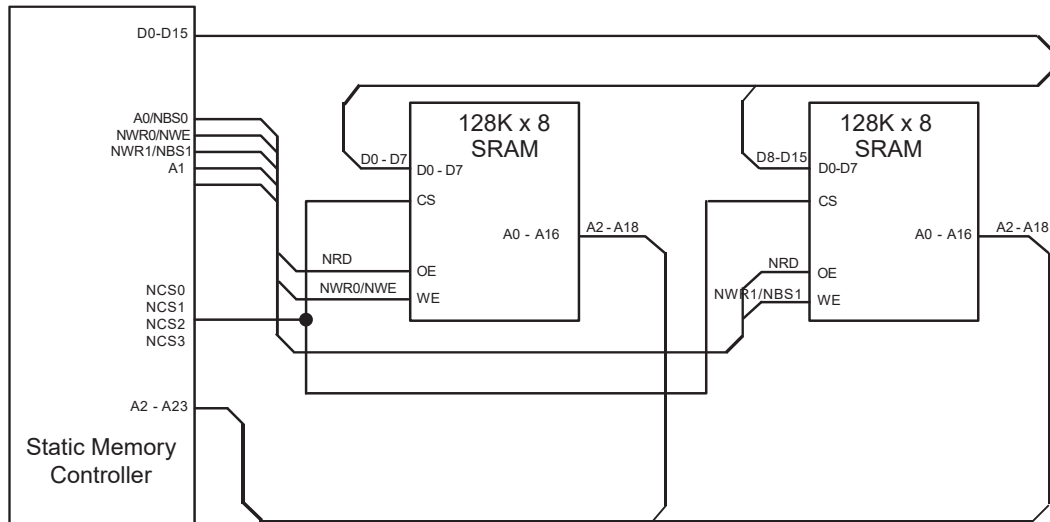 D0-D15
A0/NBS0
NWR0/NWE
NWR1/NBS1
A1
NCS0
NCS1
NCS2
NCS3
A2 - A23
Static Memory
Controller
128K x 8
SRAM
D0 - D7
D0 - D7
CS
A0 - A16
A2 - A18
NRD
OE
NWR0/NWE
WE
128K x 8
SRAM
D8-D15
D0-D7
CS
A0 - A16
A2 - A18
NRD
OE
NWR1/NBS1
WE